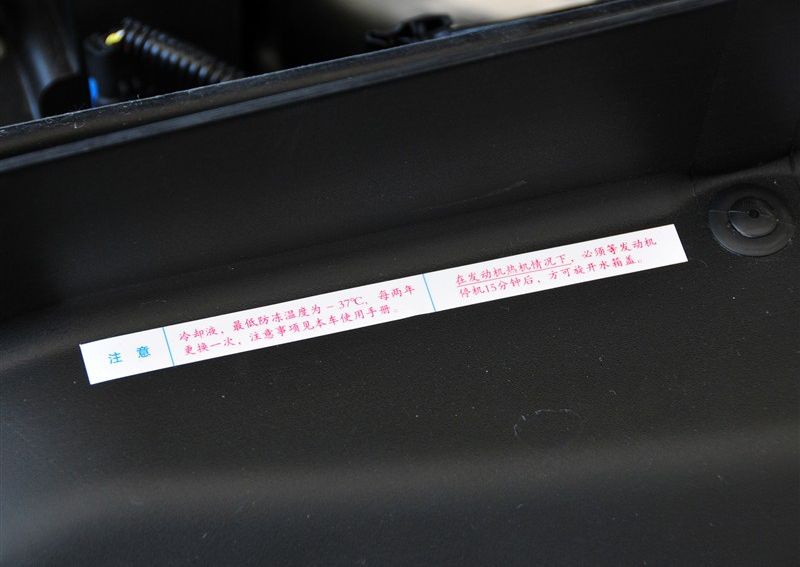 注 意
冷却液，最低防冻温度为－37℃，每两年
更换一次，注意事项见本车使用手册。
在发动机热机情况下，必须等发动机
停机15分钟后，方可旋开水箱盖。